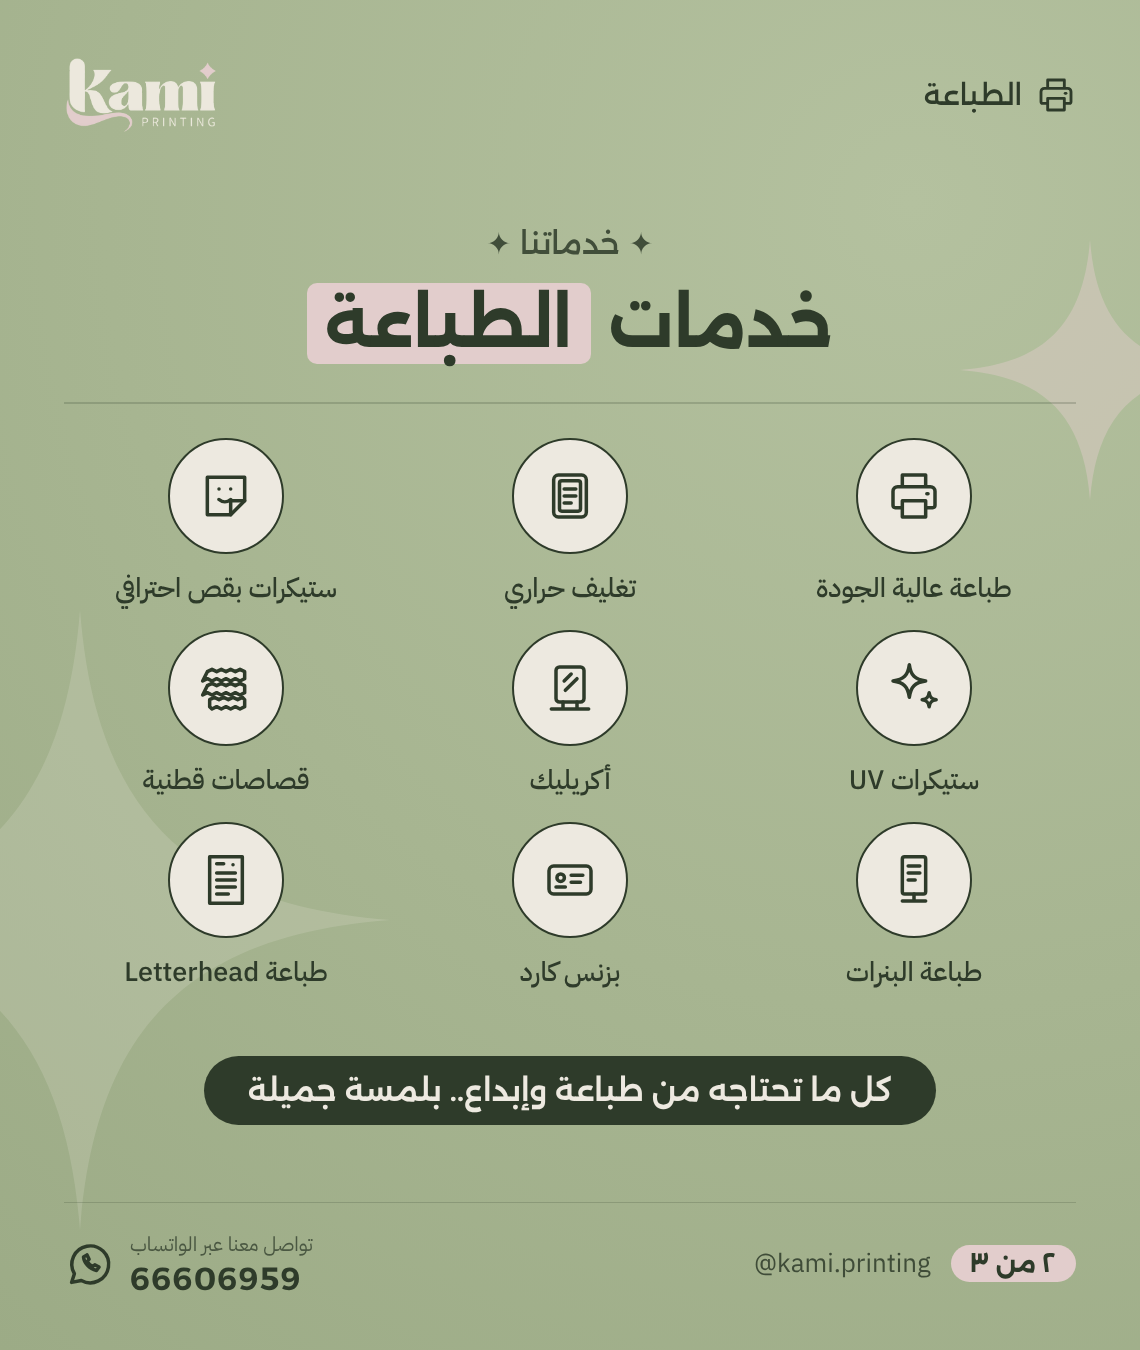 الطباعة
Kami
PRINTING
✦ خدماتنا ✦
خدمات الطباعة
طباعة عالية الجودة
تغليف حراري
ستيكرات بقص احترافي
ستيكرات UV
أكريليك
قصاصات قطنية
طباعة البنرات
بزنس كارد
طباعة Letterhead
كل ما تحتاجه من طباعة وإبداع.. بلمسة جميلة
٢ من ٣
@kami.printing
تواصل معنا عبر الواتساب
66606959